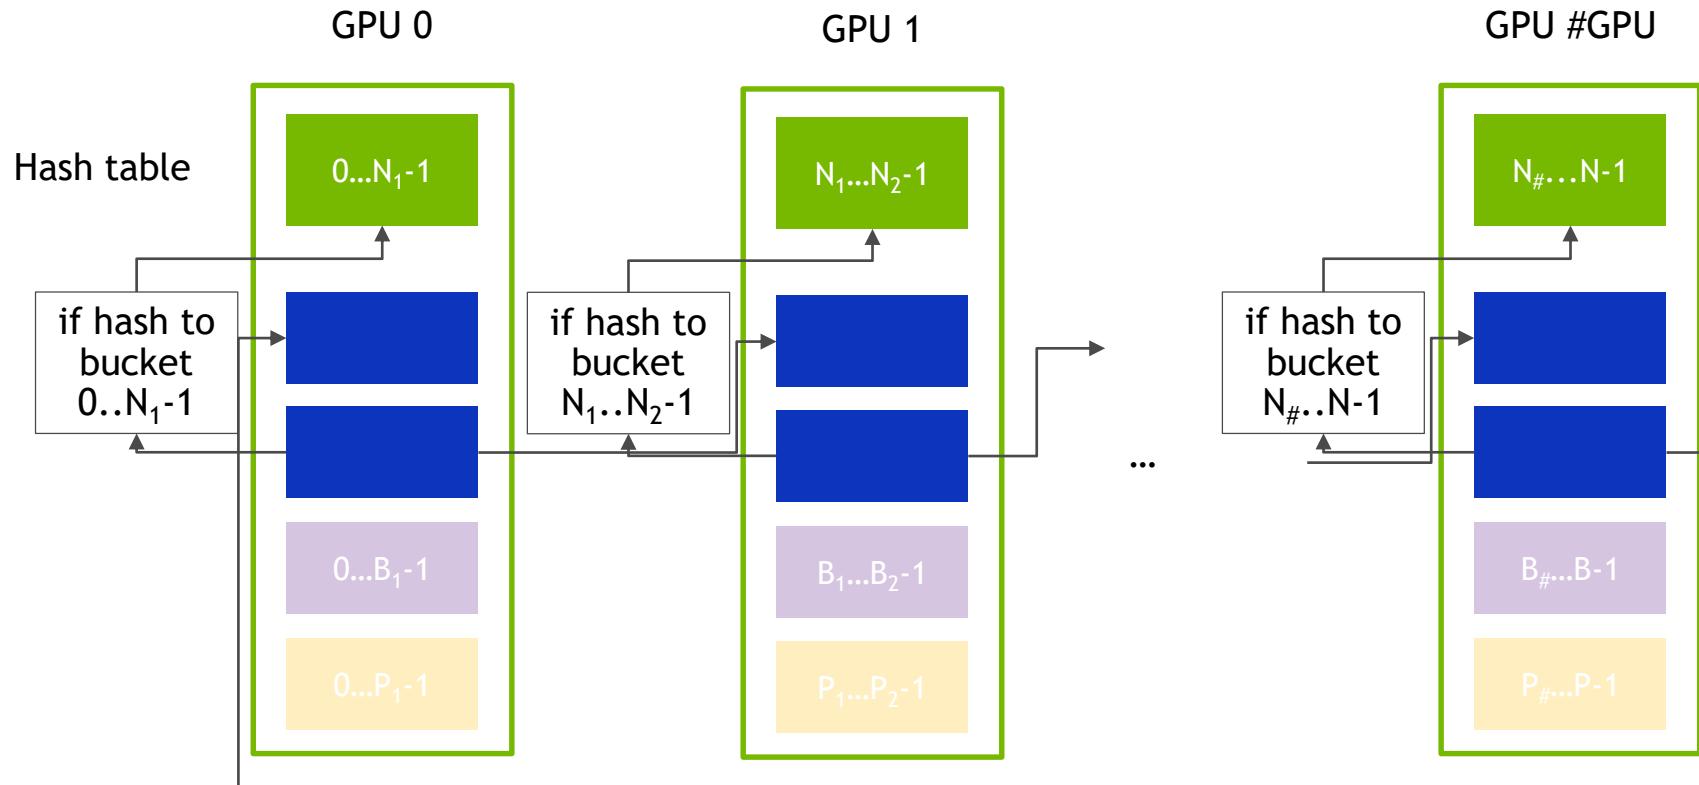 GPU 0
GPU 1
GPU #GPU
Hash table
0...N₁-1
N₁...N₂-1
N#...N-1
if hash to
bucket
0..N₁-1
if hash to
bucket
N₁..N₂-1
if hash to
bucket
N#..N-1
...
0...B₁-1
B₁...B₂-1
B#...B-1
0...P₁-1
P₁...P₂-1
P#...P-1